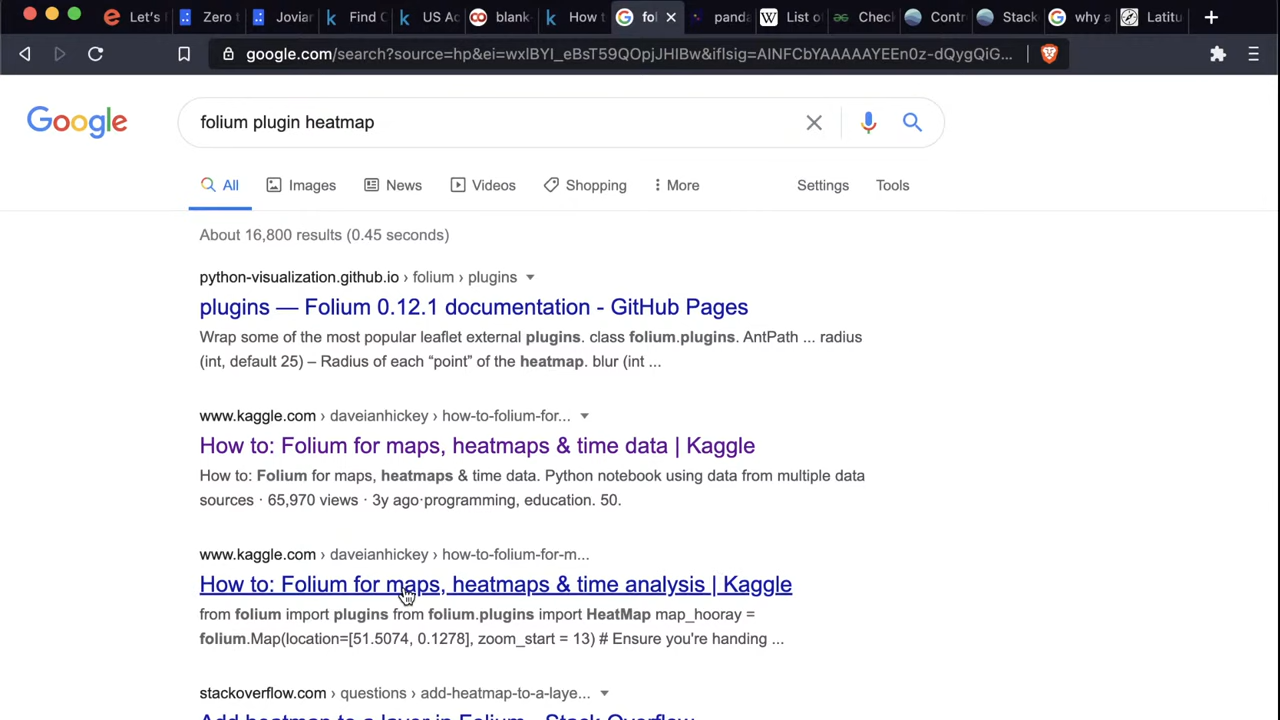 Let's
Zero t
Jovian
Find C
US Ac
blank-
How t
fol
panda
List of
Check
Contr
Stack
why a
Latitu
google.com/search?source=hp&ei=wxlBYI_eBsT59QOpjJHIBw&iflsig=AINFCbYAAAAAYEEn0z-dQygQiG...
Google
folium plugin heatmap
All
Images
News
Videos
Shopping
More
Settings
Tools
About 16,800 results (0.45 seconds)
python-visualization.github.io › folium › plugins
plugins — Folium 0.12.1 documentation - GitHub Pages
Wrap some of the most popular leaflet external plugins. class folium.plugins. AntPath ... radius
(int, default 25) – Radius of each “point” of the heatmap. blur (int ...
www.kaggle.com › daveianhickey › how-to-folium-for...
How to: Folium for maps, heatmaps & time data | Kaggle
How to: Folium for maps, heatmaps & time data. Python notebook using data from multiple data
sources · 65,970 views · 3y ago·programming, education. 50.
www.kaggle.com › daveianhickey › how-to-folium-for-m...
How to: Folium for maps, heatmaps & time analysis | Kaggle
from folium import plugins from folium.plugins import HeatMap map_hooray =
folium.Map(location=[51.5074, 0.1278], zoom_start = 13) # Ensure you're handing ...
stackoverflow.com › questions › add-heatmap-to-a-laye...
Add heatmap to a layer in Folium - Stack Overflow